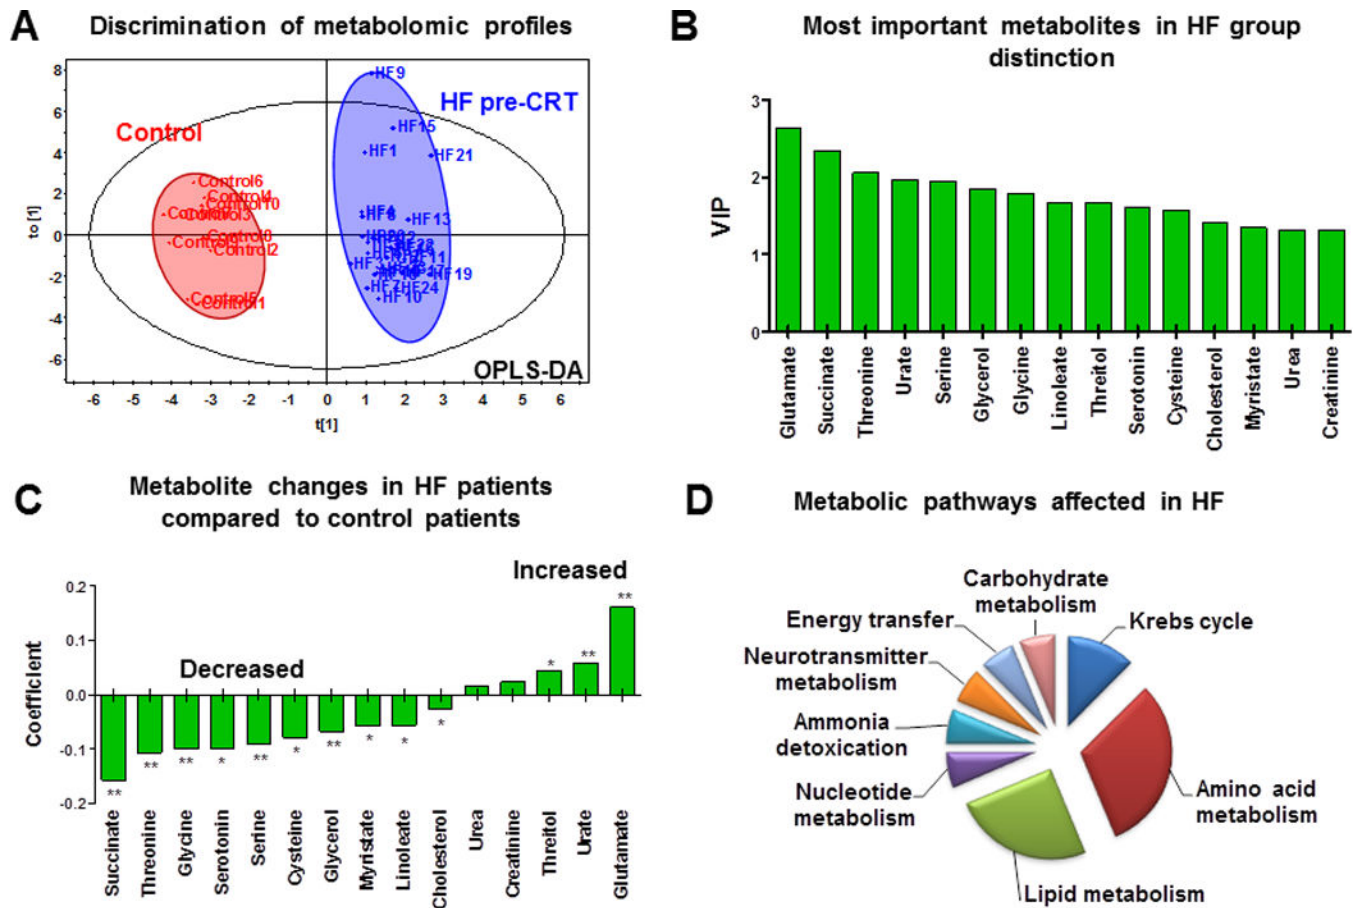 A
Discrimination of metabolomic profiles
8
6
4
2
0
-2
-4
-6
to [1]
Control
HF pre-CRT
HF9
HF15
HF1
HF21
HF13
HF11
HF19
HF24
HF7
HF10
Control6
Control4
Control3
Control2
Control1
OPLS-DA
-6 -5 -4 -3 -2 -1 0 1 2 3 4 5 6
t[1]
B
Most important metabolites in HF group
distinction
3
2
1
0
VIP
Glutamate
Succinate
Threonine
Urate
Serine
Glycerol
Glycine
Linoleate
Threitol
Serotonin
Cysteine
Cholesterol
Myristate
Urea
Creatinine
C
Metabolite changes in HF patients
compared to control patients
Increased
Decreased
0.2
0.1
0.0
-0.1
-0.2
Coefficient
** ** ** * ** * ** * * * * ** **
Succinate
Threonine
Glycine
Serotonin
Serine
Cysteine
Glycerol
Myristate
Linoleate
Cholesterol
Urea
Creatinine
Threitol
Urate
Glutamate
D
Metabolic pathways affected in HF
Carbohydrate
metabolism
Energy transfer
Krebs cycle
Neurotransmitter
metabolism
Ammonia
detoxication
Nucleotide
metabolism
Amino acid
metabolism
Lipid metabolism